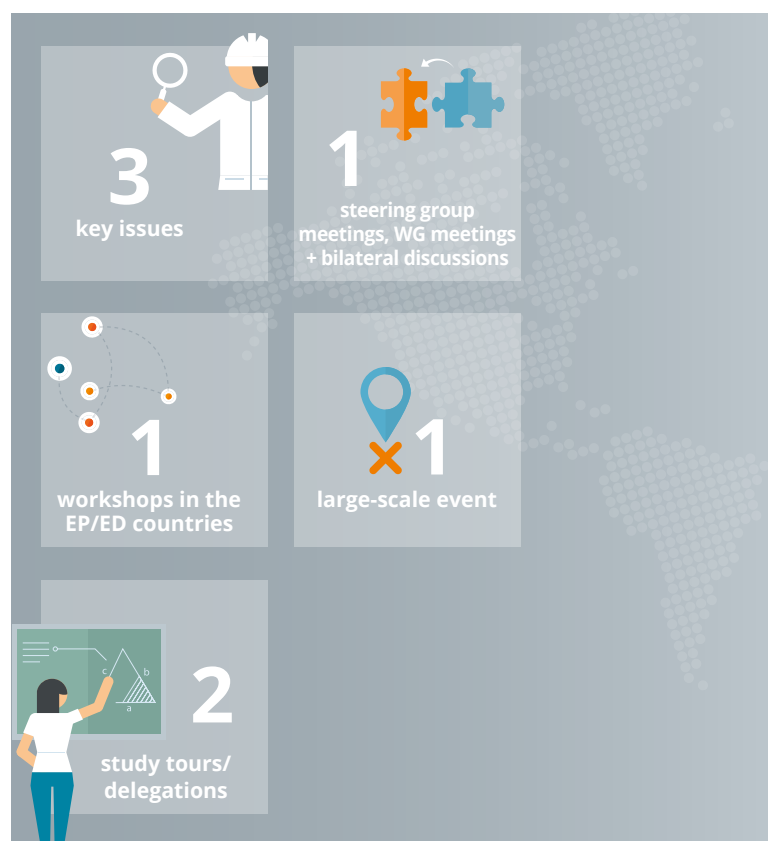 3
key issues
1
steering group
meetings, WG meetings
+ bilateral discussions
1
workshops in the
EP/ED countries
1
large-scale event
c
b
a
2
study tours/
delegations